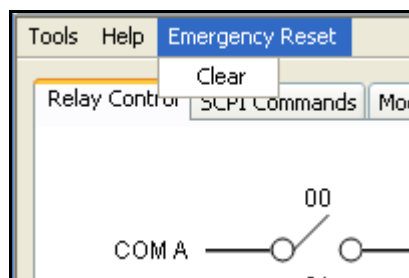 Tools Help Emergency Reset
Clear
Relay Control SCPI Commands
00
COM A